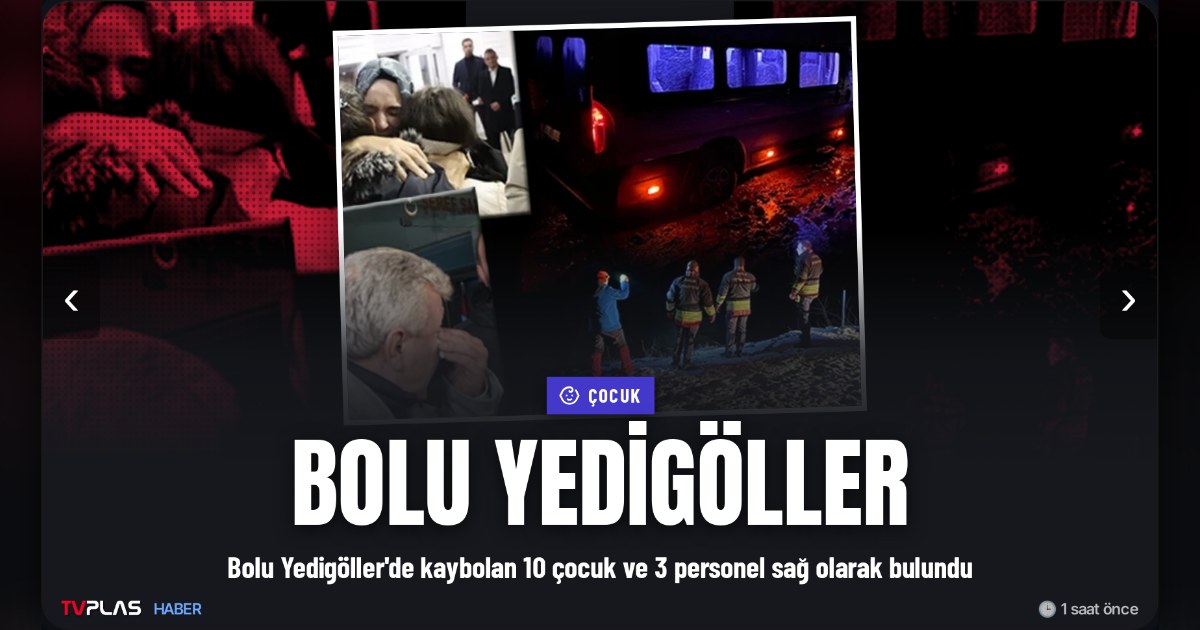 ÇOCUK
BOLU YEDİGÖLLER
Bolu Yedigöller'de kaybolan 10 çocuk ve 3 personel sağ olarak bulundu
TVPLAS HABER
1 saat önce